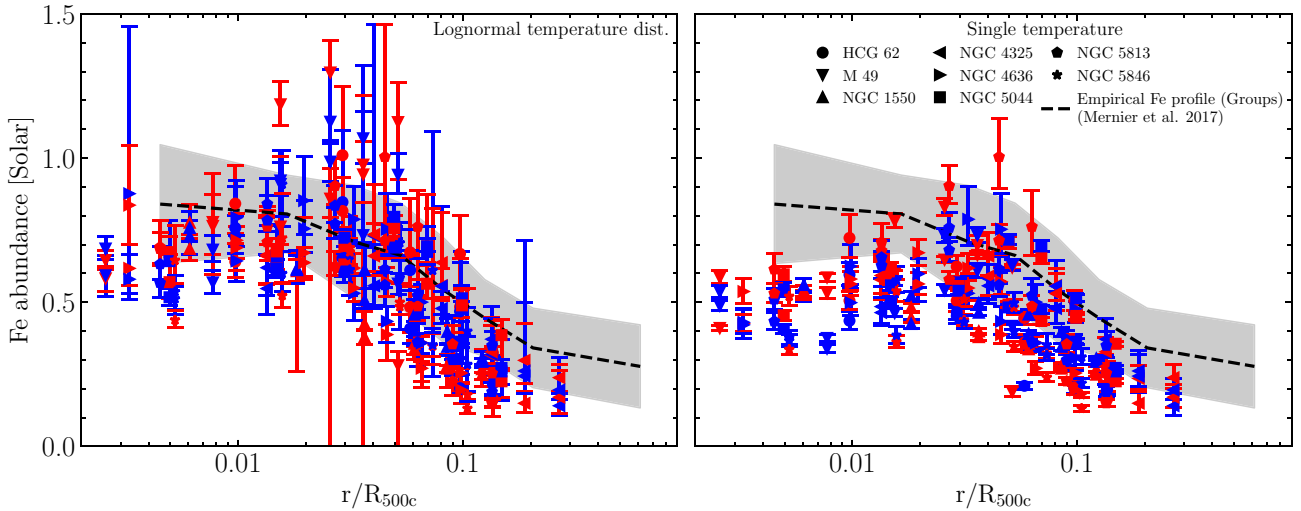 Fe abundance [Solar]
1.5
1.0
0.5
0.0
Lognormal temperature dist.
0.01
0.1
r/R500c
Single temperature
HCG 62
M 49
NGC 1550
NGC 4325
NGC 4636
NGC 5044
NGC 5813
NGC 5846
Empirical Fe profile (Groups)
(Mernier et al. 2017)
0.01
0.1
r/R500c